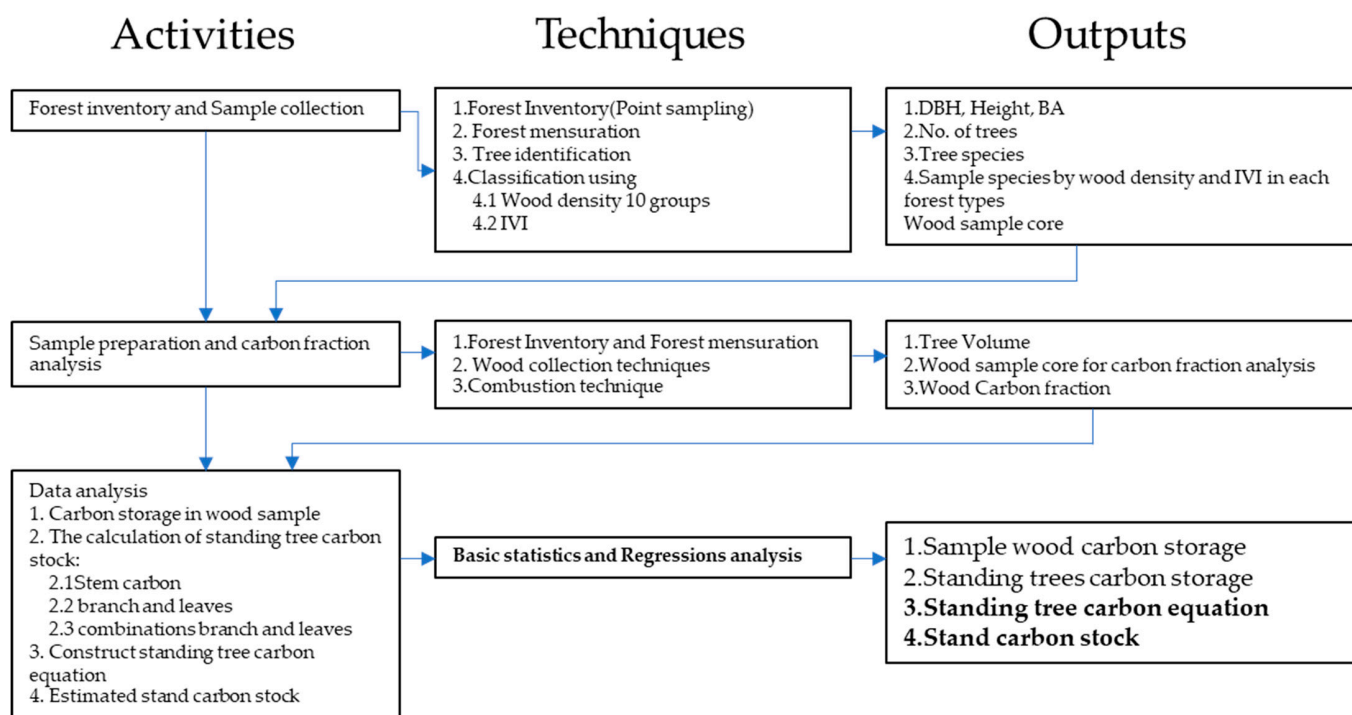 Activities
Techniques
Outputs
Forest inventory and Sample collection
1.Forest Inventory(Point sampling)
2. Forest mensuration
3. Tree identification
4.Classification using
4.1 Wood density 10 groups
4.2 IVI
1.DBH, Height, BA
2.No. of trees
3.Tree species
4.Sample species by wood density and IVI in each
forest types
Wood sample core
Sample preparation and carbon fraction
analysis
1.Forest Inventory and Forest mensuration
2. Wood collection techniques
3.Combustion technique
1.Tree Volume
2.Wood sample core for carbon fraction analysis
3.Wood Carbon fraction
Data analysis
1. Carbon storage in wood sample
2. The calculation of standing tree carbon
stock:
2.1Stem carbon
2.2 branch and leaves
2.3 combinations branch and leaves
3. Construct standing tree carbon
equation
4. Estimated stand carbon stock
Basic statistics and Regressions analysis
1.Sample wood carbon storage
2.Standing trees carbon storage
3.Standing tree carbon equation
4.Stand carbon stock